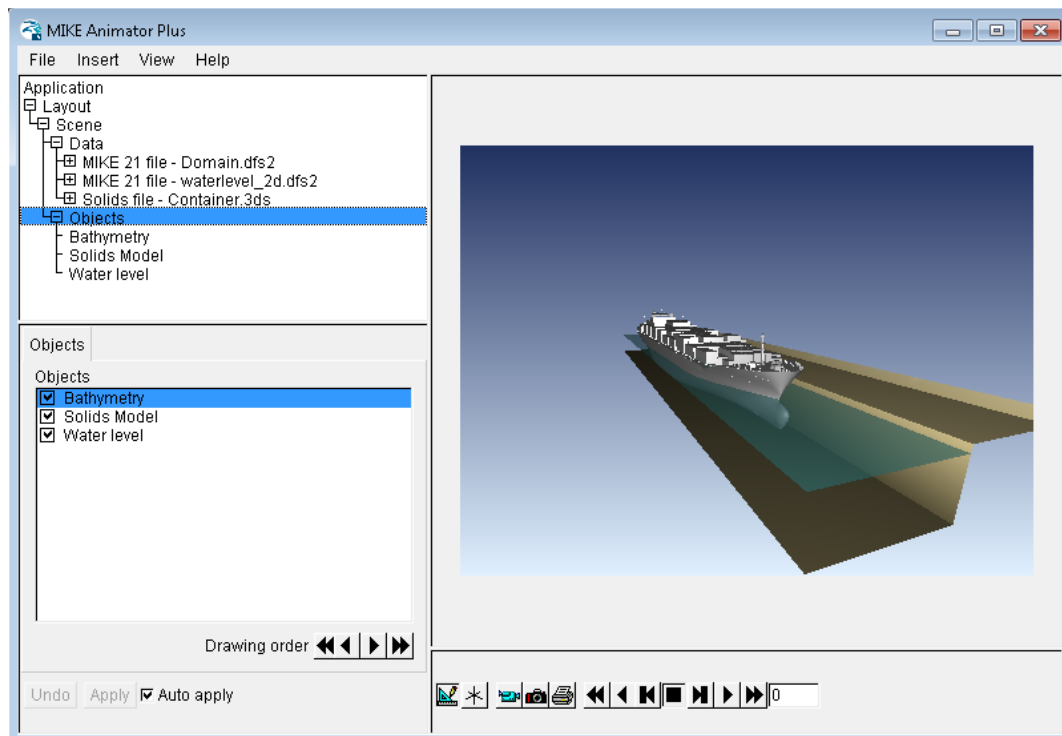 MIKE Animator Plus
File Insert View Help
Application
Layout
Scene
Data
MIKE 21 file - Domain.dfs2
MIKE 21 file - waterlevel_2d.dfs2
Solids file - Container.3ds
Objects
Bathymetry
Solids Model
Water level
Objects
Objects
Bathymetry
Solids Model
Water level
Drawing order
Undo Apply Auto apply
0